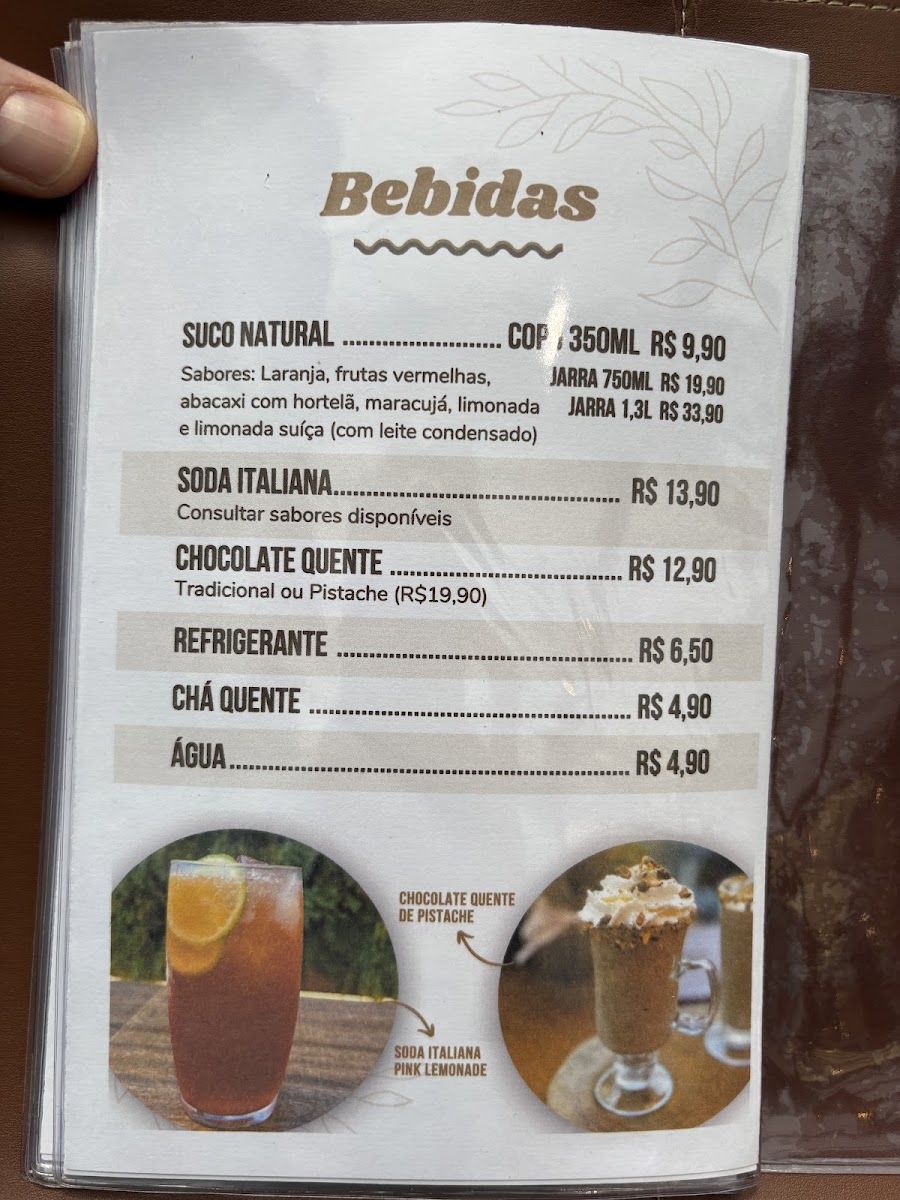 Bebidas
SUCO NATURAL ........................ COPO 350ML R$ 9,90
Sabores: Laranja, frutas vermelhas, JARRA 750ML R$ 19,90
abacaxi com hortelã, maracujá, limonada JARRA 1,3L R$ 33,90
e limonada suíça (com leite condensado)
SODA ITALIANA............................................. R$ 13,90
Consultar sabores disponíveis
CHOCOLATE QUENTE ..................................... R$ 12,90
Tradicional ou Pistache (R$19,90)
REFRIGERANTE ............................................... R$ 6,50
CHÁ QUENTE ................................................... R$ 4,90
ÁGUA................................................................ R$ 4,90
CHOCOLATE QUENTE
DE PISTACHE
SODA ITALIANA
PINK LEMONADE